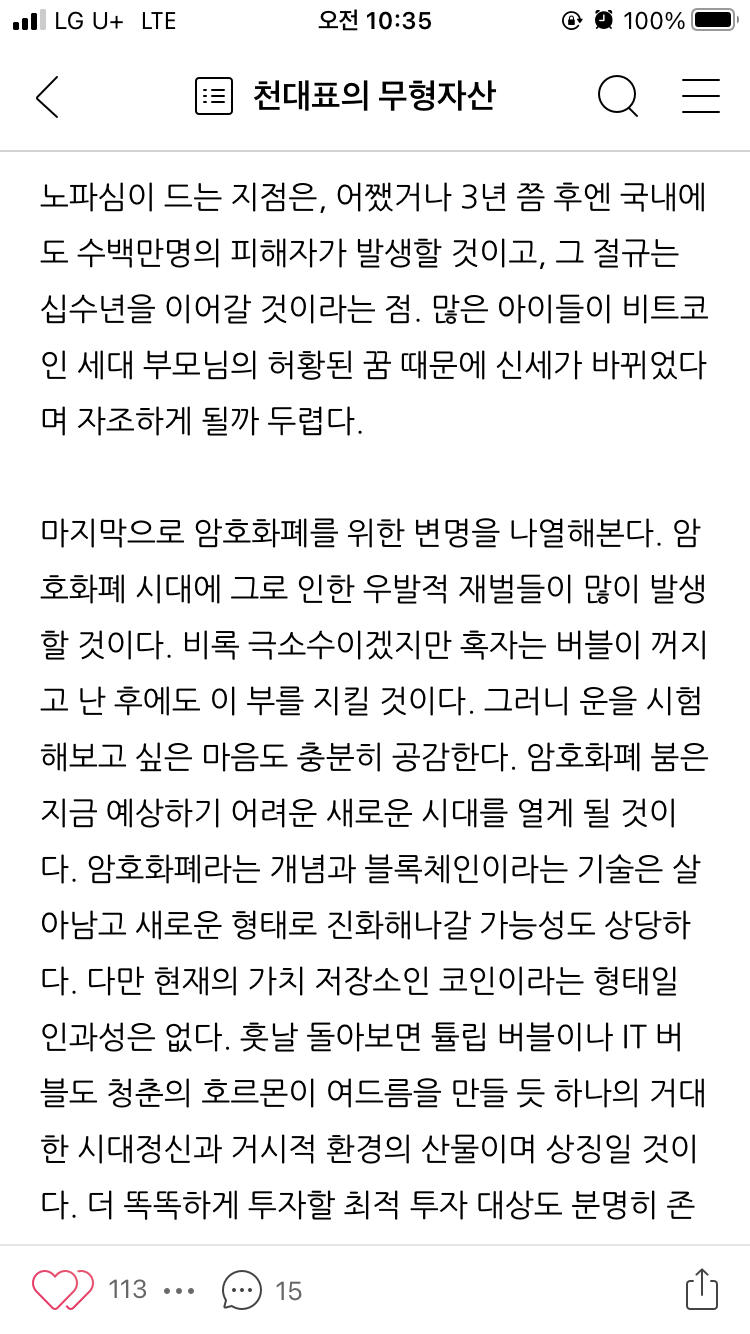 LG U+ LTE 오전 10:35 100%
천대표의 무형자산
노파심이 드는 지점은, 어쨌거나 3년 쯤 후엔 국내에
도 수백만명의 피해자가 발생할 것이고, 그 절규는
십수년을 이어갈 것이라는 점. 많은 아이들이 비트코
인 세대 부모님의 허황된 꿈 때문에 신세가 바뀌었다
며 자조하게 될까 두렵다.
마지막으로 암호화폐를 위한 변명을 나열해본다. 암
호화폐 시대에 그로 인한 우발적 재벌들이 많이 발생
할 것이다. 비록 극소수이겠지만 혹자는 버블이 꺼지
고 난 후에도 이 부를 지킬 것이다. 그러니 운을 시험
해보고 싶은 마음도 충분히 공감한다. 암호화폐 붐은
지금 예상하기 어려운 새로운 시대를 열게 될 것이
다. 암호화폐라는 개념과 블록체인이라는 기술은 살
아남고 새로운 형태로 진화해나갈 가능성도 상당하
다. 다만 현재의 가치 저장소인 코인이라는 형태일
인과성은 없다. 훗날 돌아보면 튤립 버블이나 IT 버
블도 청춘의 호르몬이 여드름을 만들 듯 하나의 거대
한 시대정신과 거시적 환경의 산물이며 상징일 것이
다. 더 똑똑하게 투자할 최적 투자 대상도 분명히 존
113 15